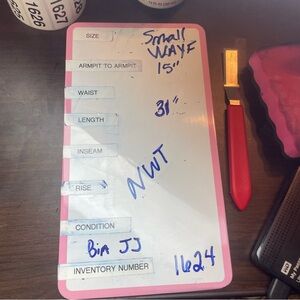 1627
1626
SIZE
Small
WAYF
ARMPIT TO ARMPIT
15"
WAIST
LENGTH
31"
INSEAM
NWT
RISE
CONDITION
Bin JJ
INVENTORY NUMBER
1624